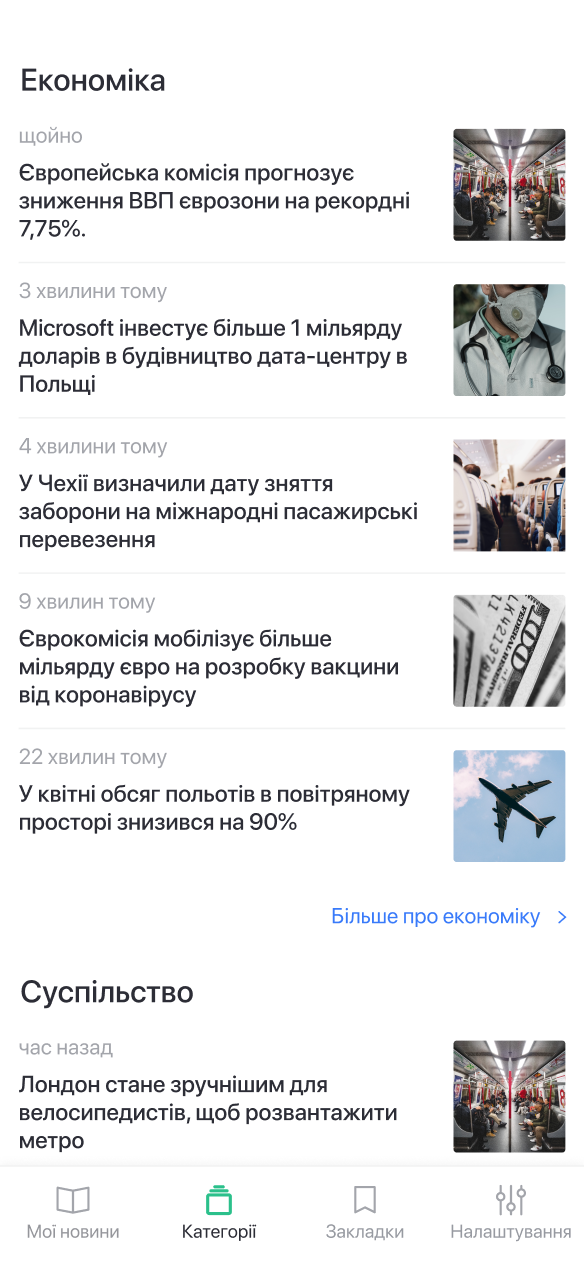 Економіка
щойно
Європейська комісія прогнозує
зниження ВВП єврозони на рекордні
7,75%.
3 хвилини тому
Microsoft інвестує більше 1 мільярду
доларів в будівництво дата-центру в
Польщі
4 хвилини тому
У Чехії визначили дату зняття
заборони на міжнародні пасажирські
перевезення
9 хвилин тому
Єврокомісія мобілізує більше
мільярду євро на розробку вакцини
від коронавірусу
22 хвилин тому
У квітні обсяг польотів в повітряному
просторі знизився на 90%
Більше про економіку
Суспільство
час назад
Лондон стане зручнішим для
велосипедистів, щоб розвантажити
метро
Мої новини
Категорії
Закладки
Налаштування